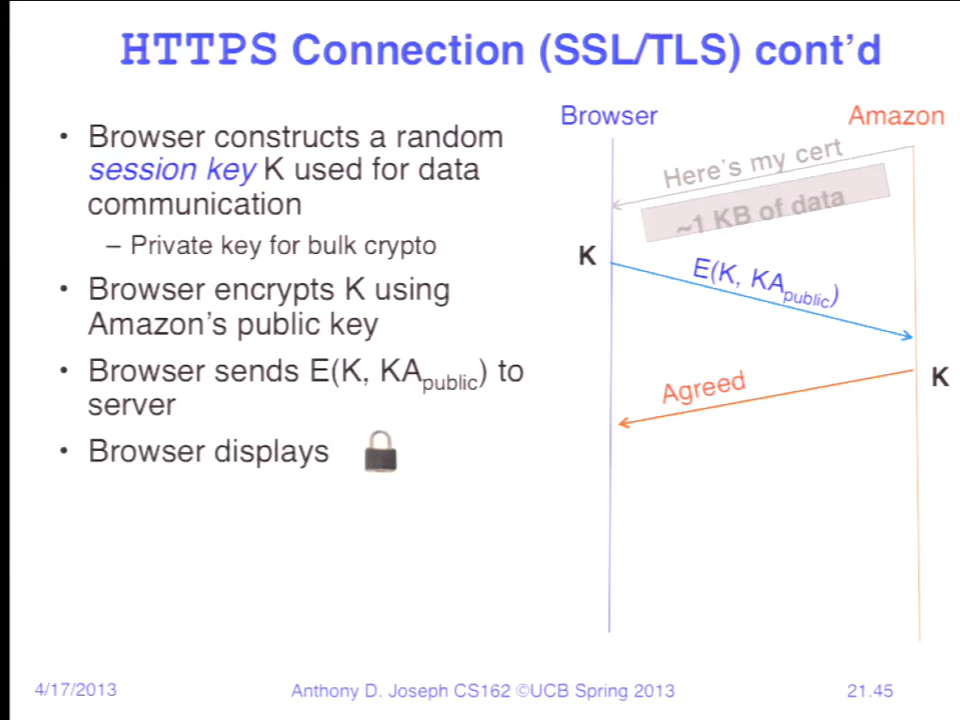 HTTPS Connection (SSL/TLS) cont'd
• Browser constructs a random
session key K used for data
communication
– Private key for bulk crypto
• Browser encrypts K using
Amazon's public key
• Browser sends E(K, KApublic) to
server
• Browser displays
Browser
Amazon
Here's my cert
~1 KB of data
K
E(K, KApublic)
K
Agreed
4/17/2013
Anthony D. Joseph CS162 ©UCB Spring 2013
21.45